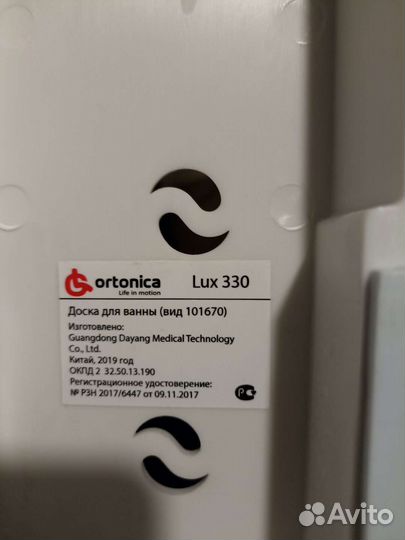 ortonica Lux 330
Life in motion
Доска для ванны (вид 101670)
Изготовлено:
Guangdong Dayang Medical Technology
Co., Ltd.
Китай, 2019 год
ОКПД 2 32.50.13.190
Регистрационное удостоверение:
№ РЗН 2017/6447 от 09.11.2017
Avito